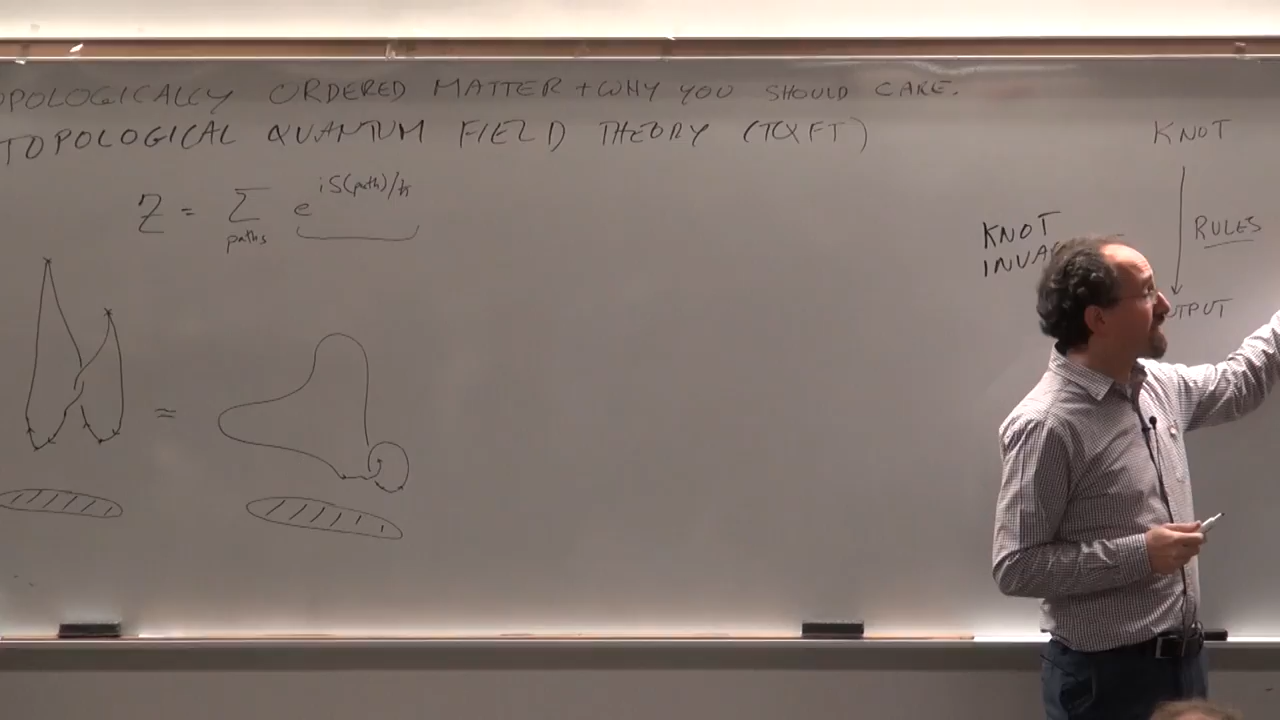 OPOLOGICALLY ORDERED MATTER + WHY YOU SHOULD CARE.
TOPOLOGICAL QUANTUM FIELD THEORY (TQFT)
Z = Σ e^{iS(path)/ħ}
paths
≈
KNOT
RULES
KNOT
INVA
UTPUT